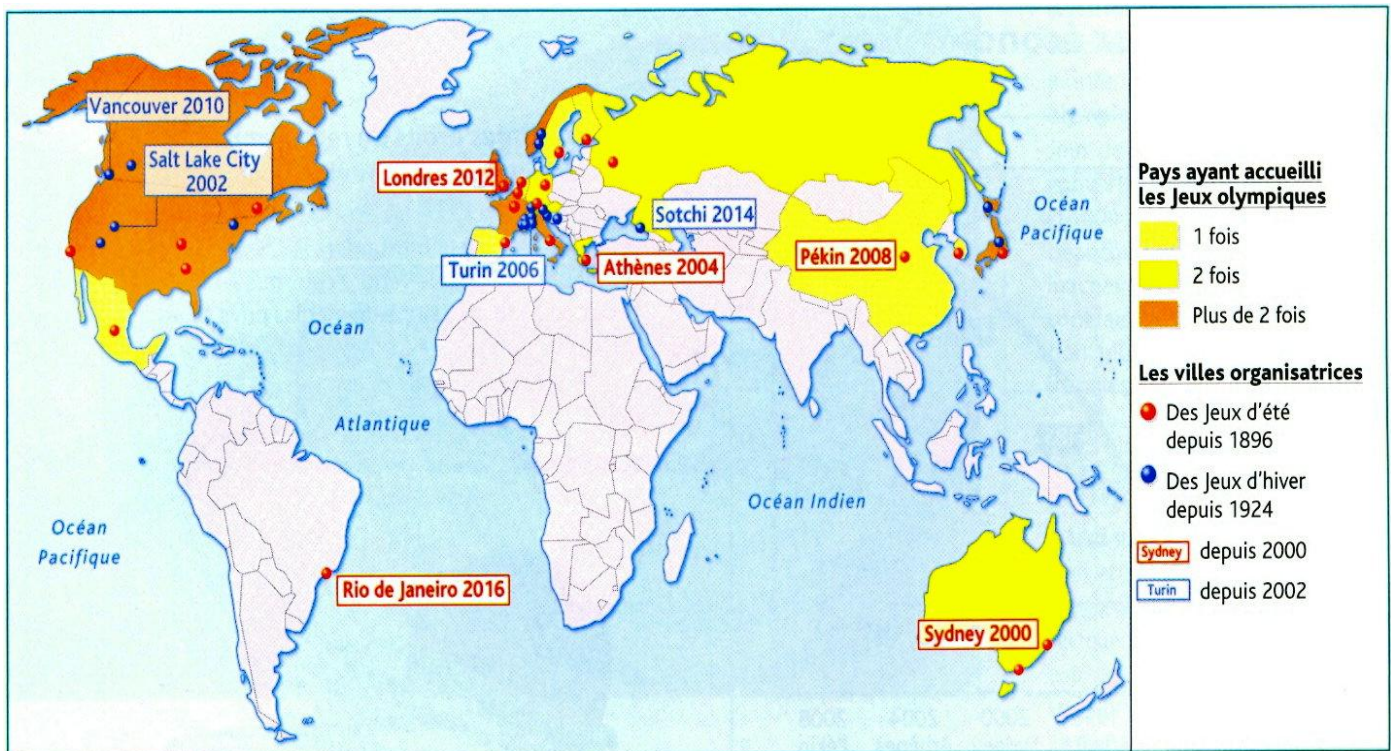 Vancouver 2010
Salt Lake City
2002
Londres 2012
Turin 2006
Athènes 2004
Sotchi 2014
Pékin 2008
Océan
Pacifique
Océan
Atlantique
Océan Indien
Océan
Pacifique
Rio de Janeiro 2016
Sydney 2000
Pays ayant accueilli
les Jeux olympiques
1 fois
2 fois
Plus de 2 fois
Les villes organisatrices
Des Jeux d'été
depuis 1896
Des Jeux d'hiver
depuis 1924
Sydney depuis 2000
Turin depuis 2002